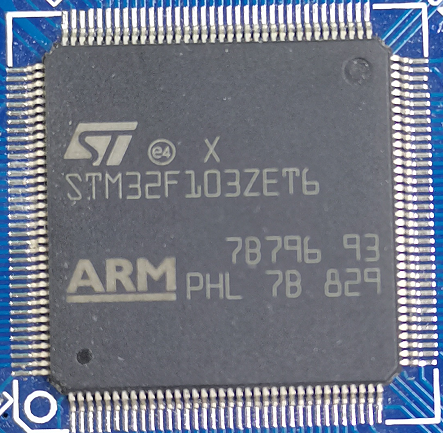 ST e4 X
STM32F103ZET6
7B796 93
ARM PHL 7B 829